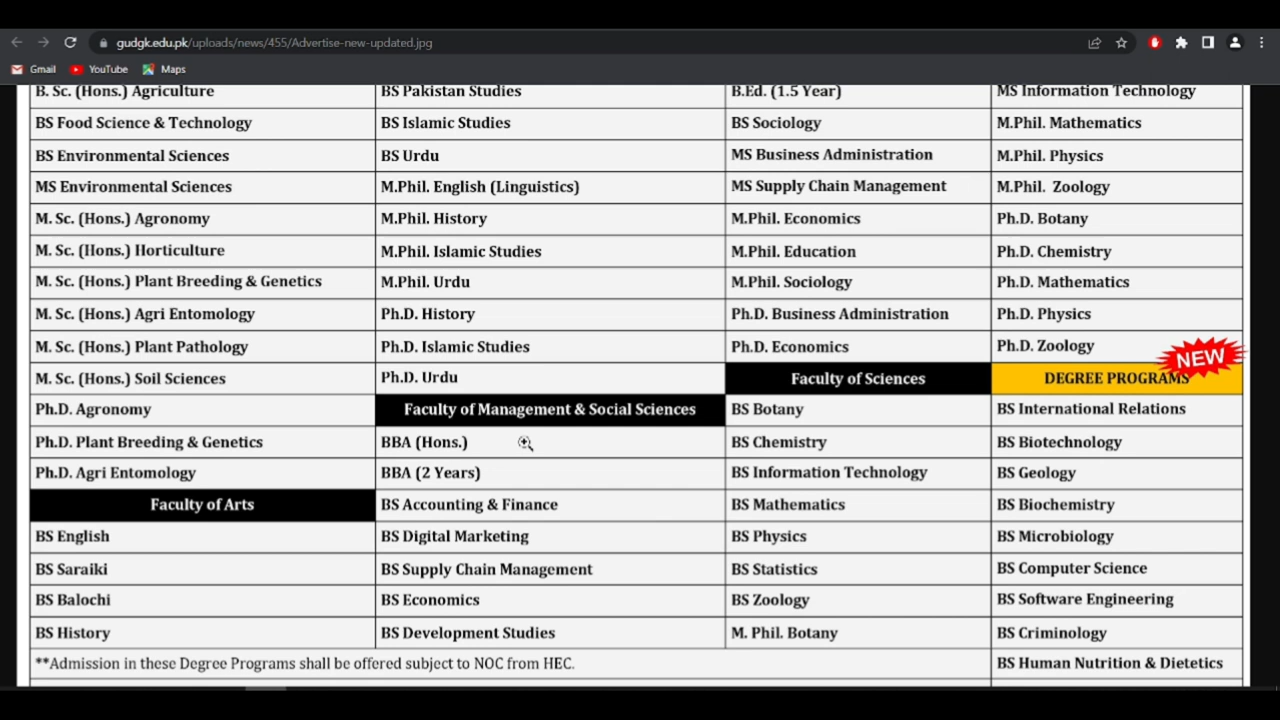 gudgk.edu.pk/uploads/news/455/Advertise-new-updated.jpg
Gmail YouTube Maps
B. Sc. (Hons.) Agriculture
BS Food Science & Technology
BS Environmental Sciences
MS Environmental Sciences
M. Sc. (Hons.) Agronomy
M. Sc. (Hons.) Horticulture
M. Sc. (Hons.) Plant Breeding & Genetics
M. Sc. (Hons.) Agri Entomology
M. Sc. (Hons.) Plant Pathology
M. Sc. (Hons.) Soil Sciences
Ph.D. Agronomy
Ph.D. Plant Breeding & Genetics
Ph.D. Agri Entomology
Faculty of Arts
BS English
BS Saraiki
BS Balochi
BS History
BS Pakistan Studies
BS Islamic Studies
BS Urdu
M.Phil. English (Linguistics)
M.Phil. History
M.Phil. Islamic Studies
M.Phil. Urdu
Ph.D. History
Ph.D. Islamic Studies
Ph.D. Urdu
Faculty of Management & Social Sciences
BBA (Hons.)
BBA (2 Years)
BS Accounting & Finance
BS Digital Marketing
BS Supply Chain Management
BS Economics
BS Development Studies
B.Ed. (1.5 Year)
BS Sociology
MS Business Administration
MS Supply Chain Management
M.Phil. Economics
M.Phil. Education
M.Phil. Sociology
Ph.D. Business Administration
Ph.D. Economics
Faculty of Sciences
BS Botany
BS Chemistry
BS Information Technology
BS Mathematics
BS Physics
BS Statistics
BS Zoology
M. Phil. Botany
MS Information Technology
M.Phil. Mathematics
M.Phil. Physics
M.Phil. Zoology
Ph.D. Botany
Ph.D. Chemistry
Ph.D. Mathematics
Ph.D. Physics
Ph.D. Zoology
NEW
DEGREE PROGRAMS
BS International Relations
BS Biotechnology
BS Geology
BS Biochemistry
BS Microbiology
BS Computer Science
BS Software Engineering
BS Criminology
BS Human Nutrition & Dietetics
**Admission in these Degree Programs shall be offered subject to NOC from HEC.